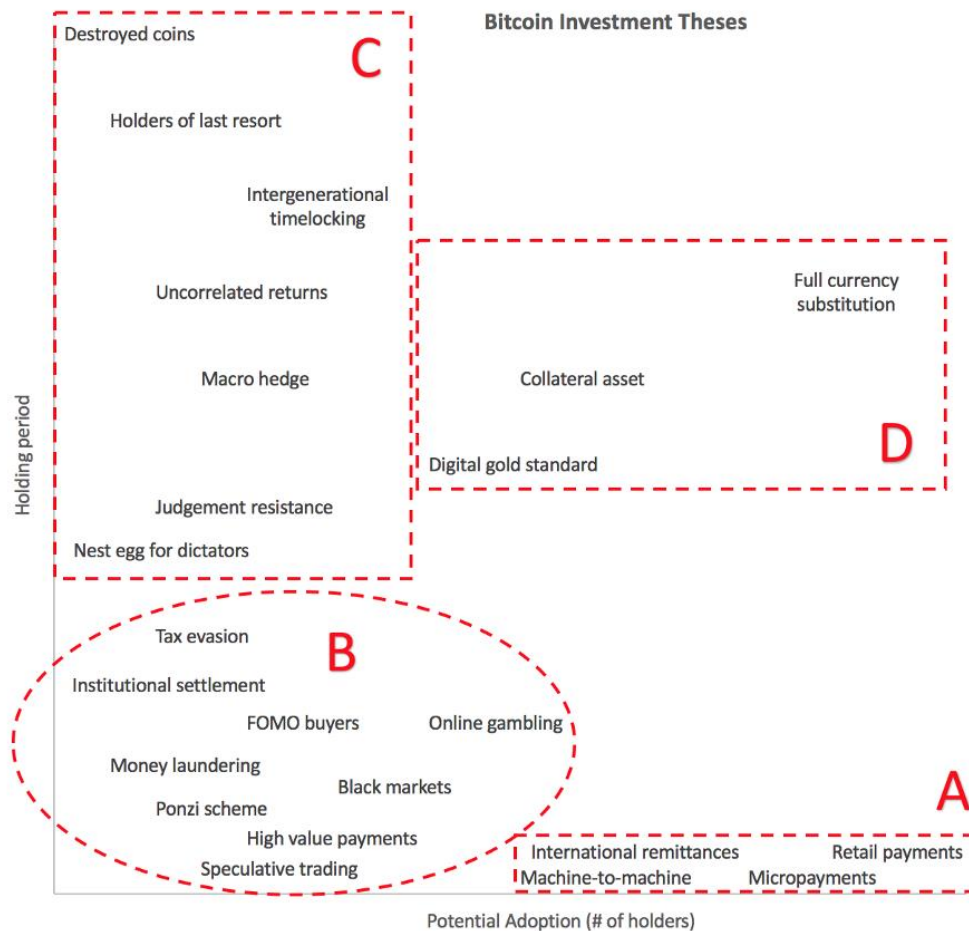 Bitcoin Investment Theses
Destroyed coins
C
Holders of last resort
Intergenerational
timelocking
Uncorrelated returns
Full currency
substitution
Macro hedge
Collateral asset
D
Digital gold standard
Holding period
Judgement resistance
Nest egg for dictators
Tax evasion
B
Institutional settlement
FOMO buyers
Online gambling
Money laundering
Black markets
A
Ponzi scheme
High value payments
Speculative trading
International remittances
Retail payments
Machine-to-machine
Micropayments
Potential Adoption (# of holders)